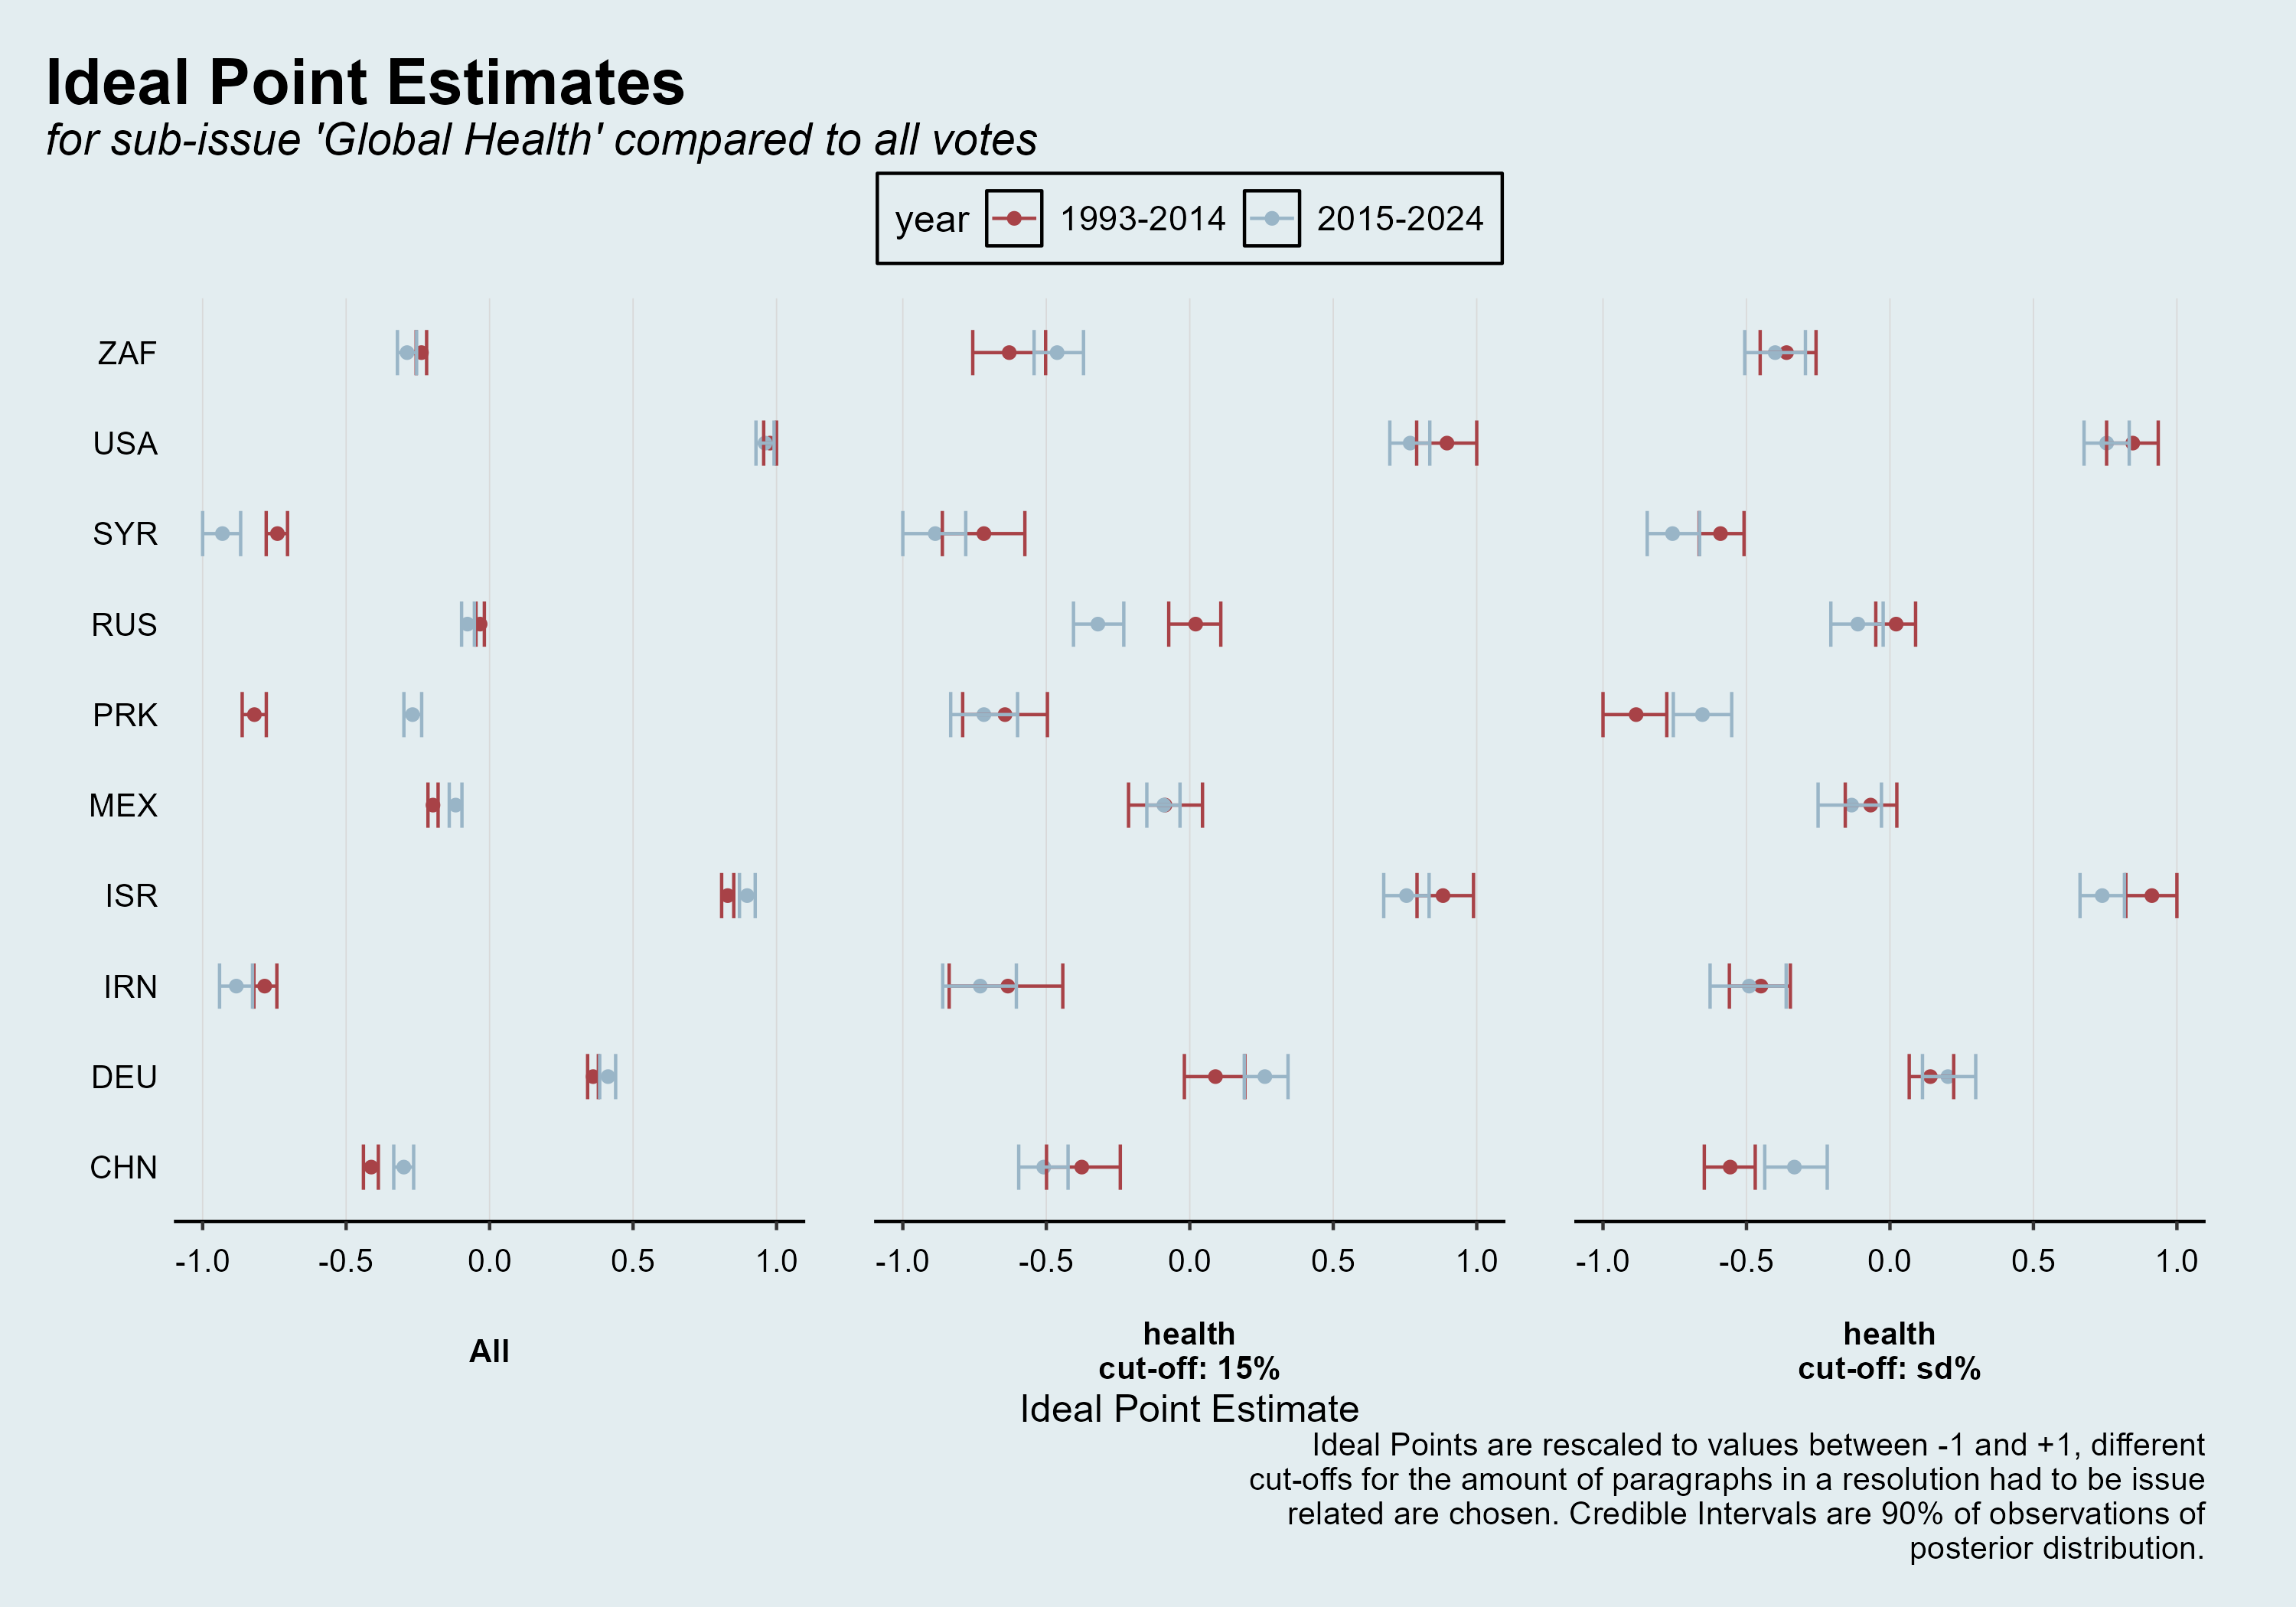 Ideal Point Estimates
for sub-issue 'Global Health' compared to all votes
year 1993-2014 2015-2024
ZAF
USA
SYR
RUS
PRK
MEX
ISR
IRN
DEU
CHN
-1.0 -0.5 0.0 0.5 1.0 -1.0 -0.5 0.0 0.5 1.0 -1.0 -0.5 0.0 0.5 1.0
All
health
cut-off: 15%
health
cut-off: sd%
Ideal Point Estimate
Ideal Points are rescaled to values between -1 and +1, different
cut-offs for the amount of paragraphs in a resolution had to be issue
related are chosen. Credible Intervals are 90% of observations of
posterior distribution.